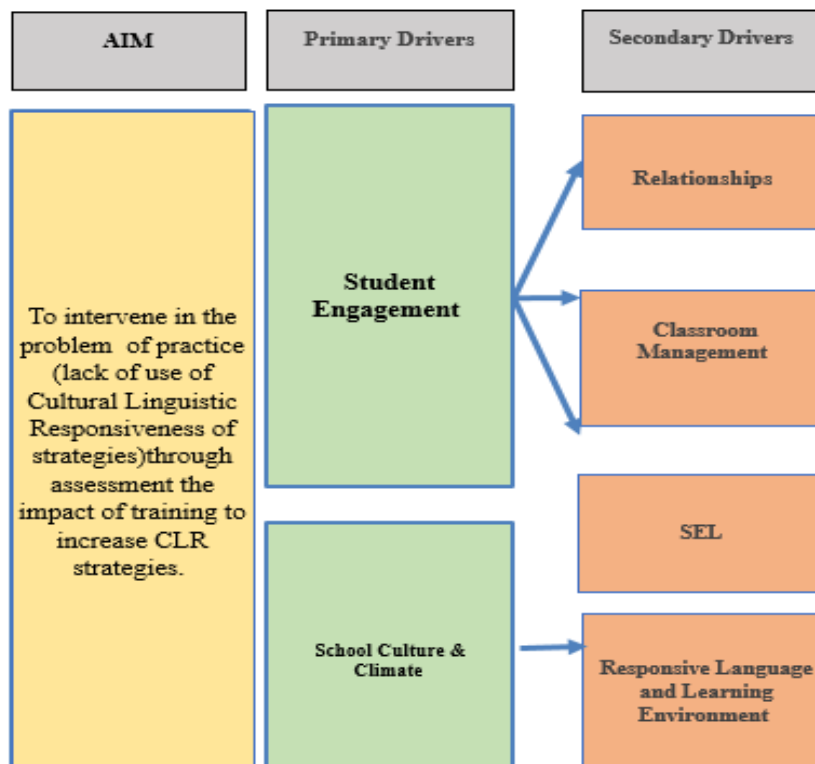 AIM
Primary Drivers
Secondary Drivers
To intervene in the
problem of practice
(lack of use of
Cultural Linguistic
Responsiveness of
strategies)through
assessment the
impact of training to
increase CLR
strategies.
Student
Engagement
School Culture &
Climate
Relationships
Classroom
Management
SEL
Responsive Language
and Learning
Environment